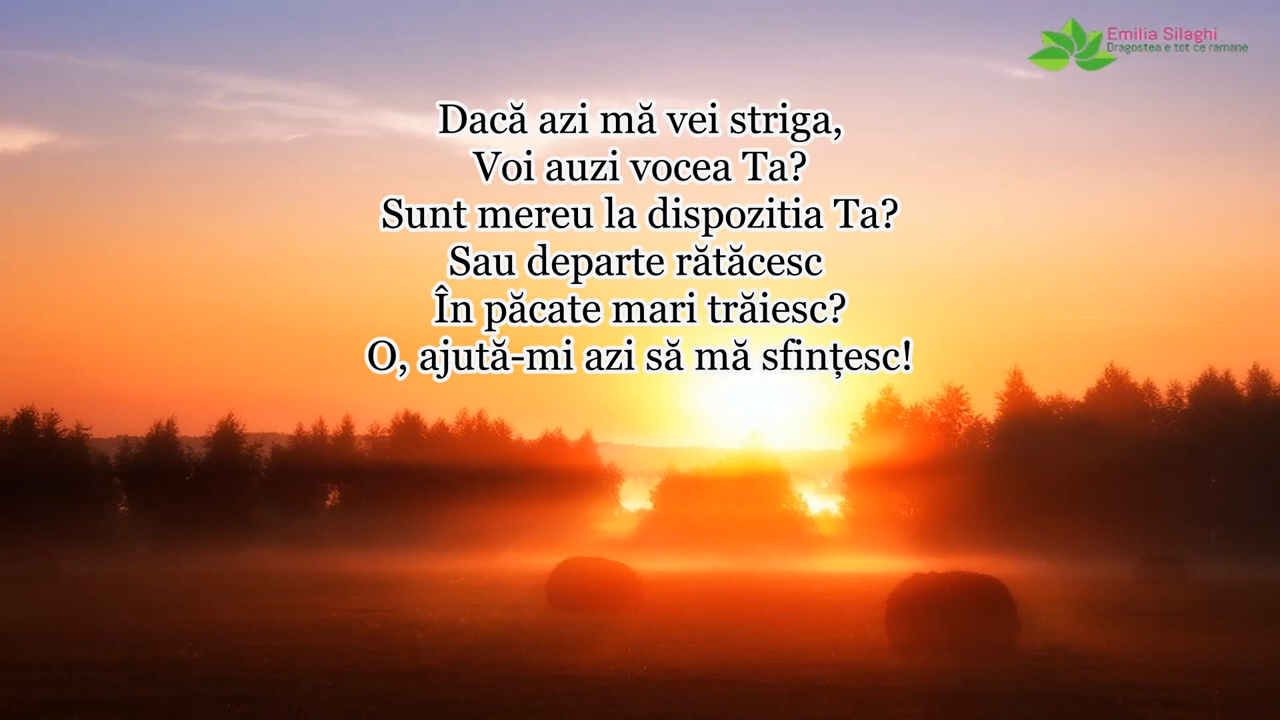 Emilia Silaghi
Dragostea e tot ce ramane
Dacă azi mă vei striga,
Voi auzi vocea Ta?
Sunt mereu la dispozitia Ta?
Sau departe rătăcesc
În păcate mari trăiesc?
O, ajută-mi azi să mă sfințesc!